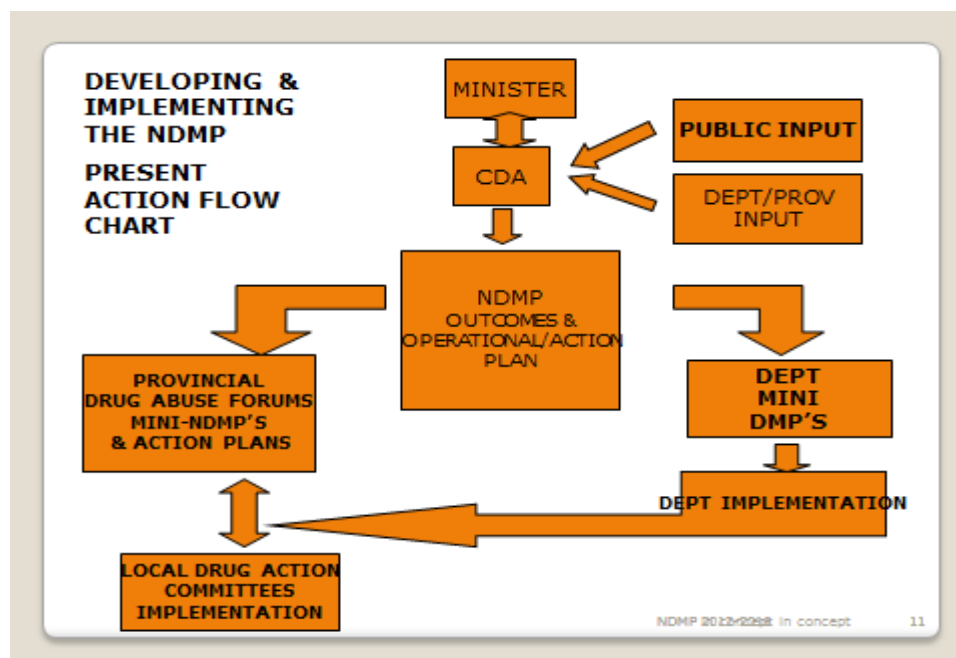 DEVELOPING &
IMPLEMENTING
THE NDMP
PRESENT
ACTION FLOW
CHART
MINISTER
CDA
PUBLIC INPUT
DEPT/PROV
INPUT
NDMP
OUTCOMES &
OPERATIONAL/ACTION
PLAN
PROVINCIAL
DRUG ABUSE FORUMS
MINI-NDMP'S
& ACTION PLANS
DEPT
MINI
DMP'S
DEPT IMPLEMENTATION
LOCAL DRUG ACTION
COMMITTEES
IMPLEMENTATION
NDMP in concept
11